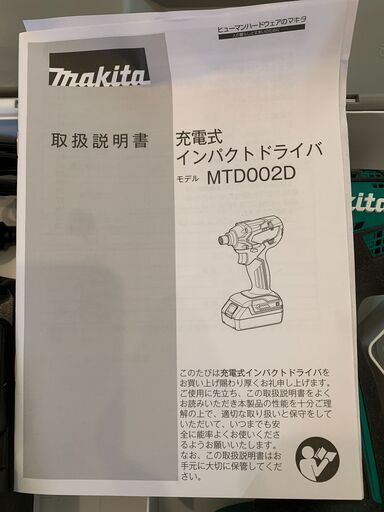 ヒューマンハードウェアのマキタ
makita
取扱説明書
充電式
インパクトドライバ
モデル MTD002D
このたびは充電式インパクトドライバを
お買い上げ賜わり厚くお礼申し上げます。
ご使用に先立ち、この取扱説明書をよく
お読みいただき本製品の性能を十分ご理
解の上で、適切な取り扱いと保守をして
いただいて、いつまでも安
全に能率よくお使いくださ
るようお願いいたします。
なお、この取扱説明書はお
手元に大切に保管してくだ
さい。